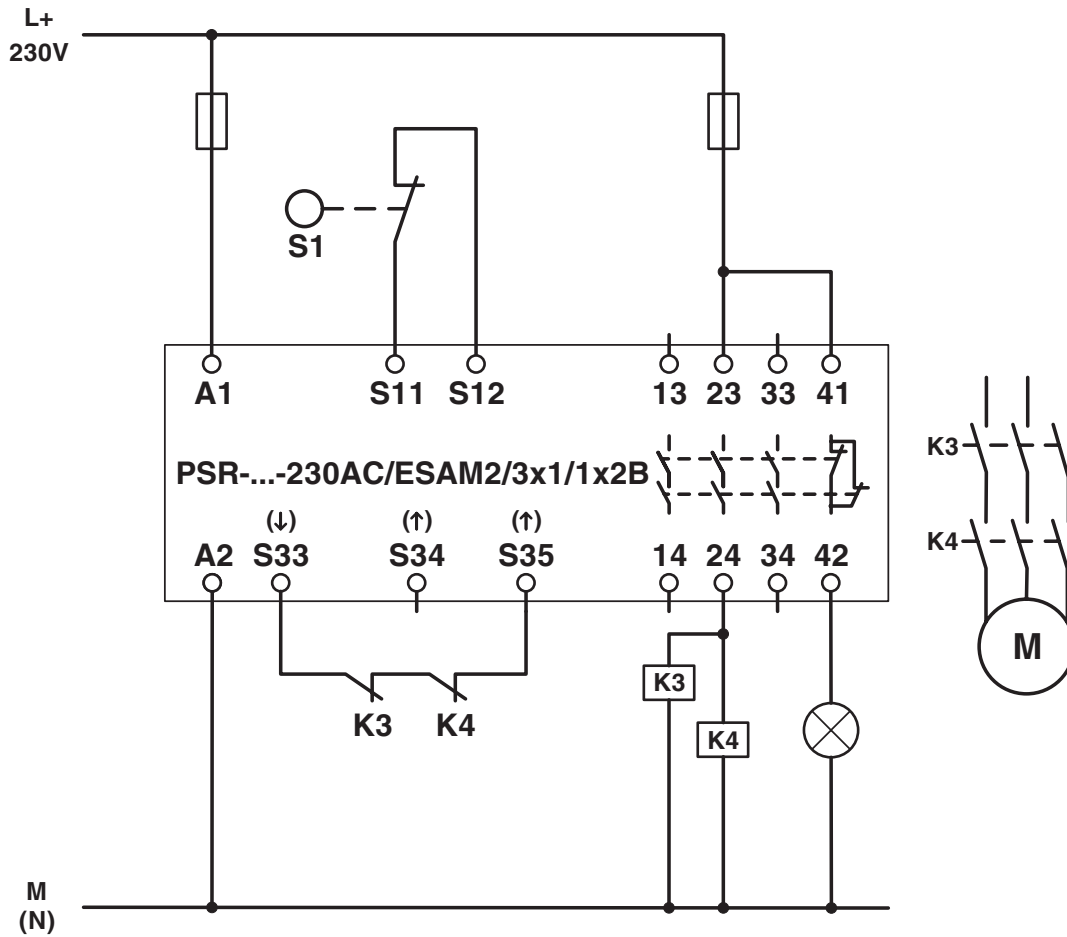 L+
230V
S1
A1 S11 S12 13 23 33 41
PSR-...-230AC/ESAM2/3x1/1x2B
(↓) (↑) (↑)
A2 S33 S34 S35 14 24 34 42
K3
K4
M
K3 K4
K3
K4
M
(N)